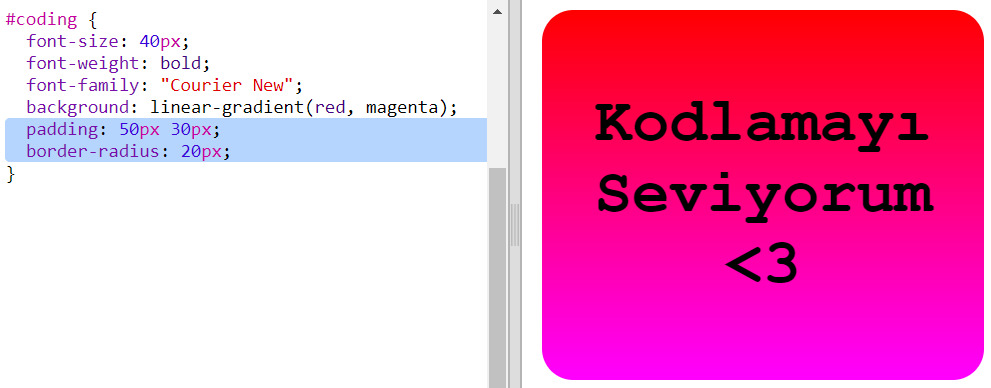 #coding {
  font-size: 40px;
  font-weight: bold;
  font-family: "Courier New";
  background: linear-gradient(red, magenta);
  padding: 50px 30px;
  border-radius: 20px;
}
Kodlamayı
Seviyorum
<3